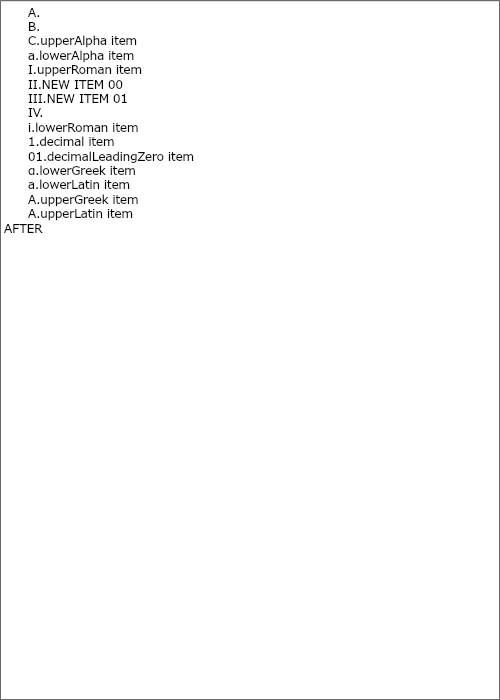 A.
B.
C.upperAlpha item
a.lowerAlpha item
I.upperRoman item
II.NEW ITEM 00
III.NEW ITEM 01
IV.
i.lowerRoman item
1.decimal item
01.decimalLeadingZero item
α.lowerGreek item
a.lowerLatin item
Α.upperGreek item
A.upperLatin item
AFTER